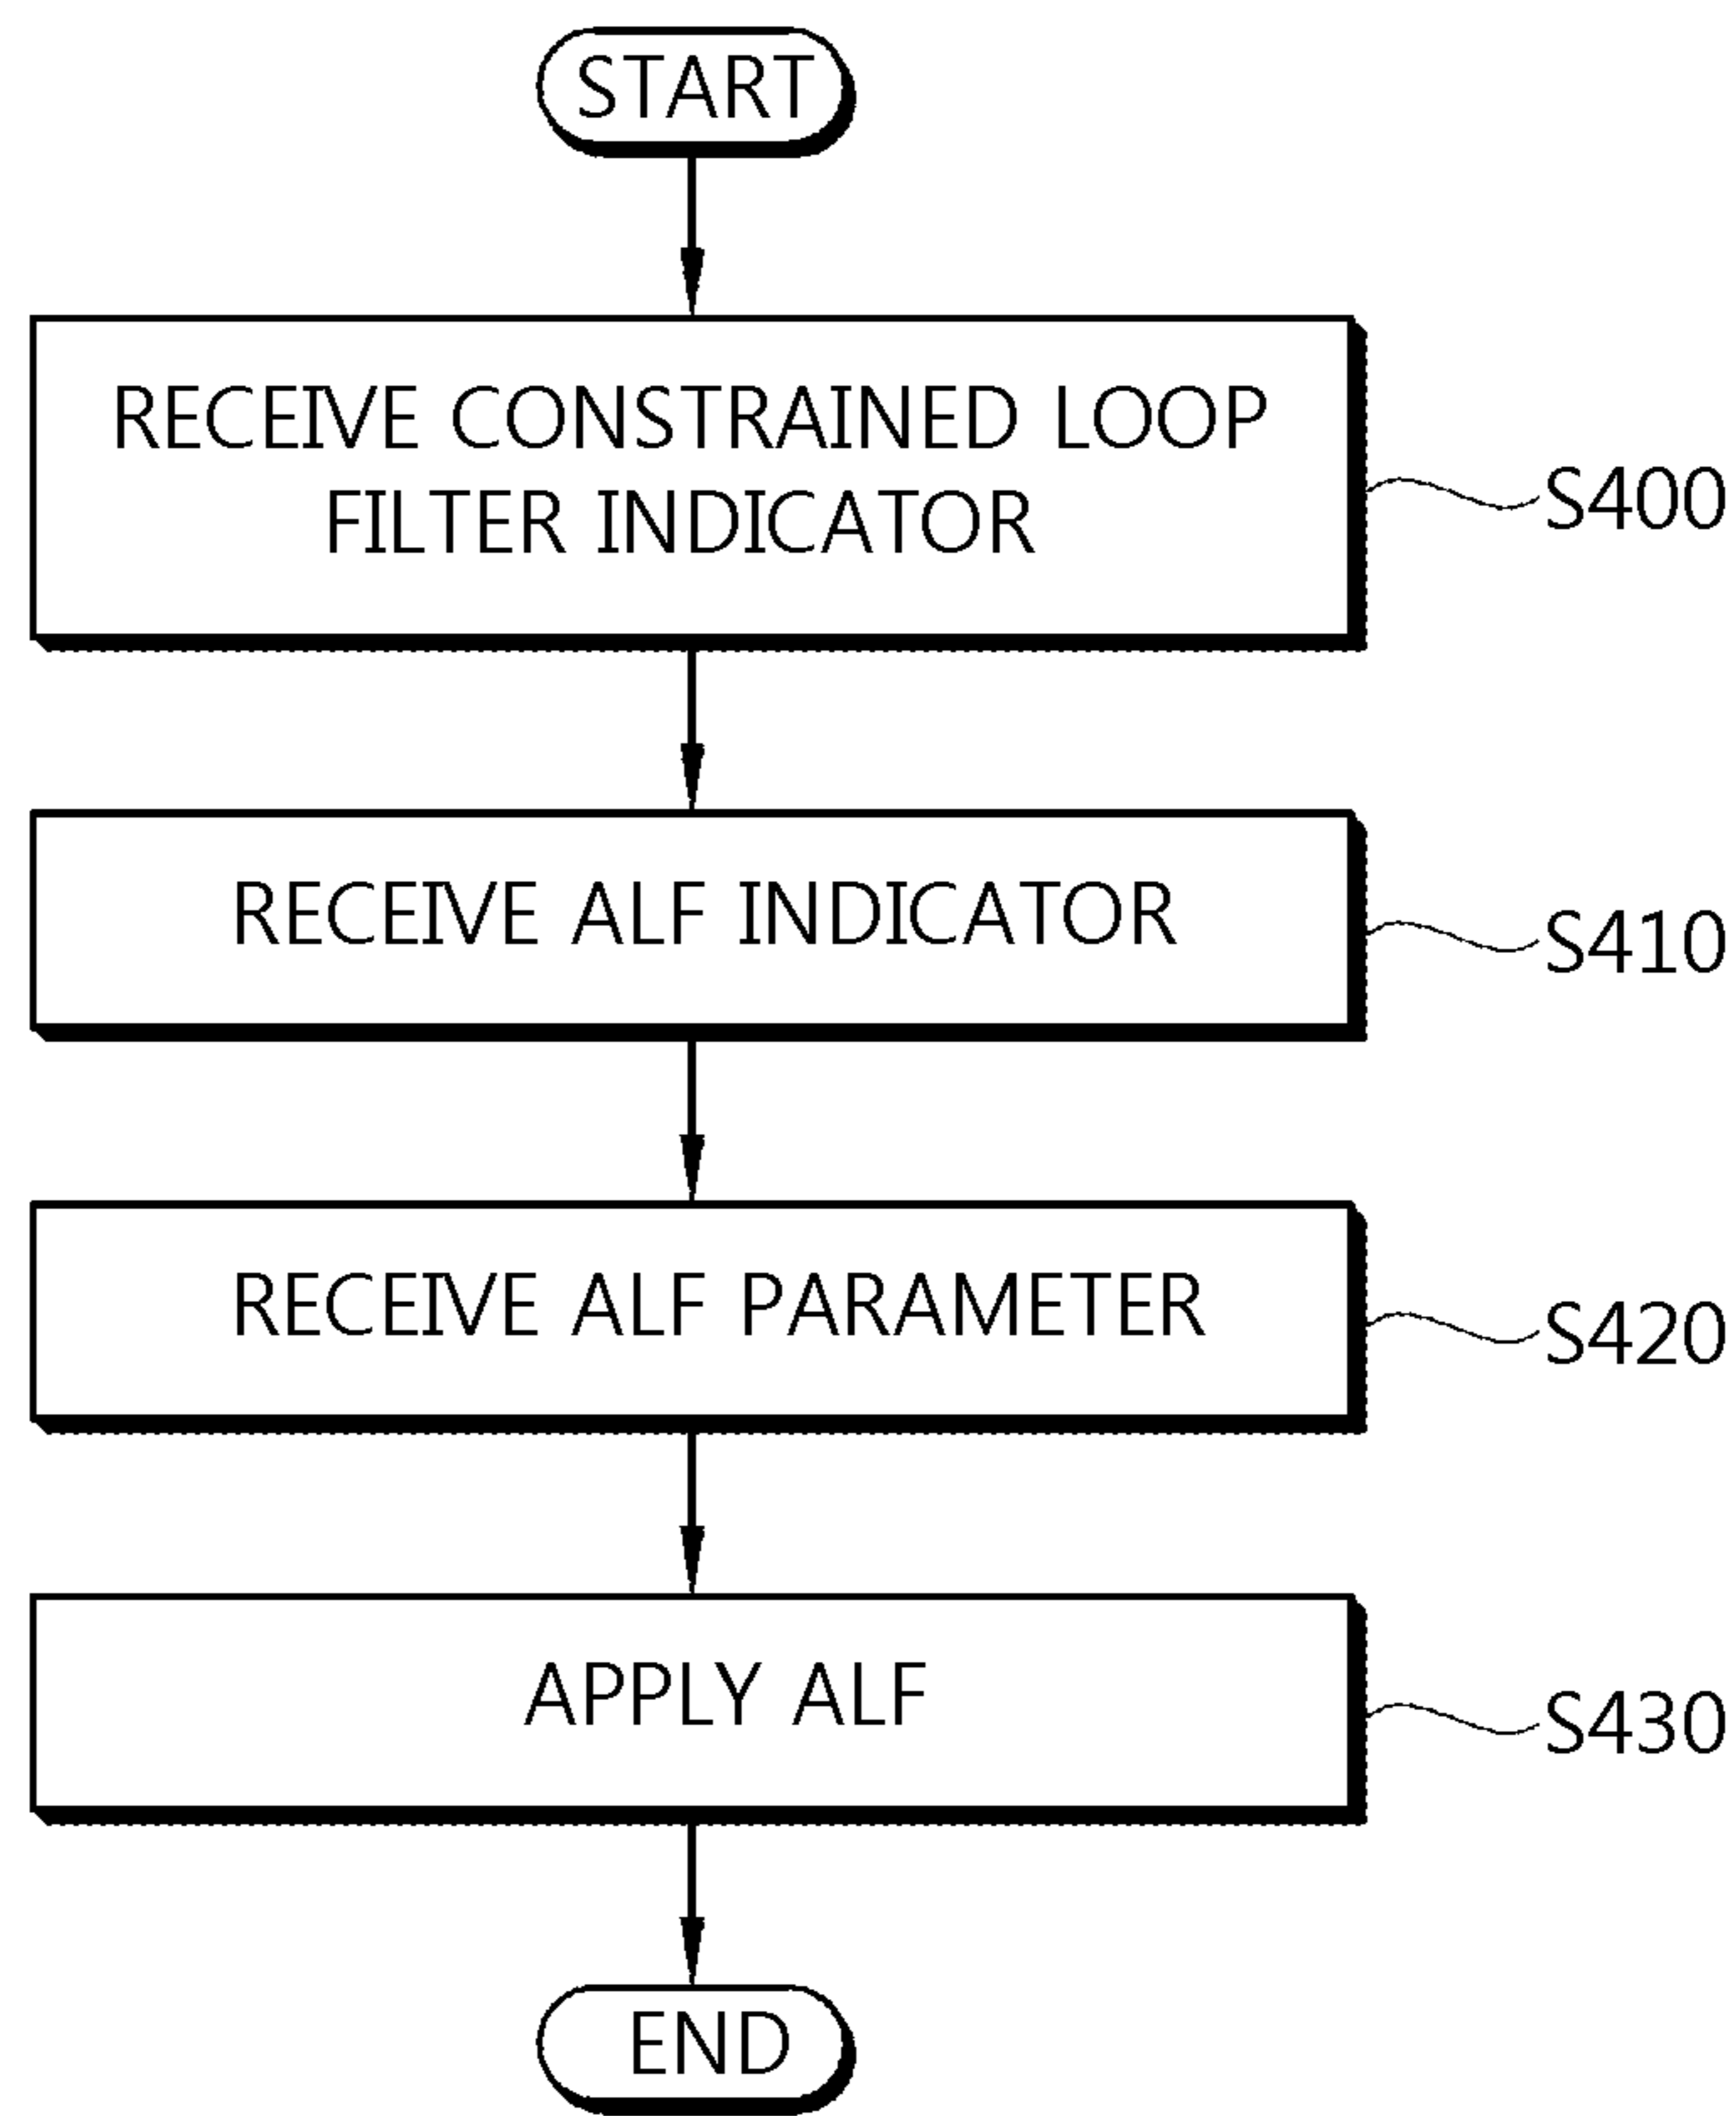 START
RECEIVE CONSTRAINED LOOP
FILTER INDICATOR
S400
RECEIVE ALF INDICATOR
S410
RECEIVE ALF PARAMETER
S420
APPLY ALF
S430
END